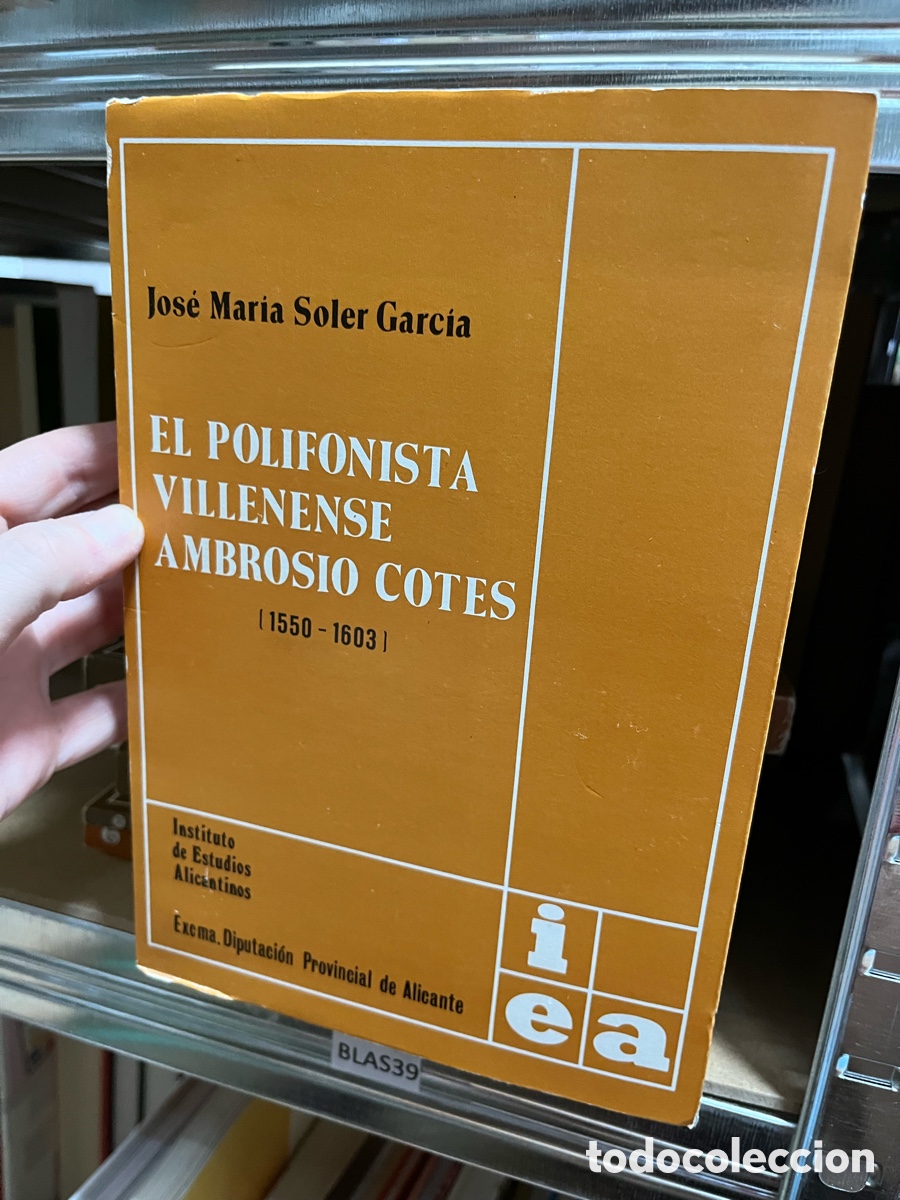 José María Soler García
EL POLIFONISTA
VILLENENSE
AMBROSIO COTES
(1550 - 1603)
Instituto
de Estudios
Alicantinos
Excma. Diputación Provincial de Alicante
i
e a
BLAS39
todocoleccion